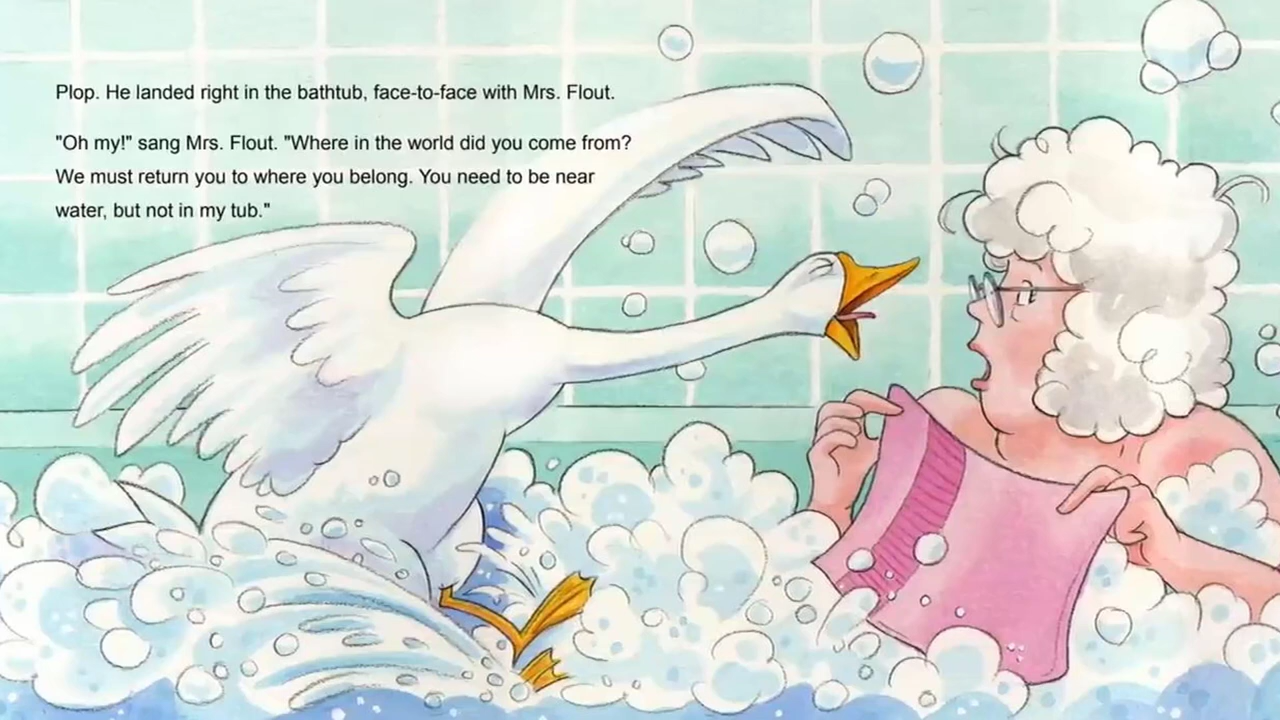 Plop. He landed right in the bathtub, face-to-face with Mrs. Flout.
"Oh my!" sang Mrs. Flout. "Where in the world did you come from?
We must return you to where you belong. You need to be near
water, but not in my tub."